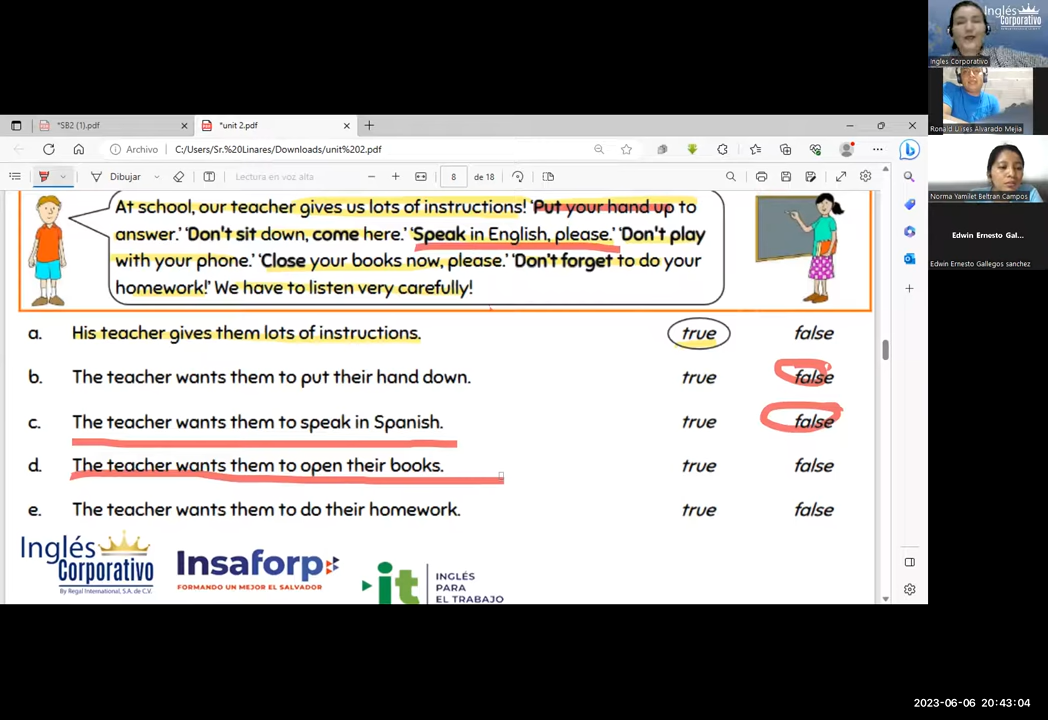 Inglés
Corporativo
Ingles Corporativo
Ronald Ulises Alvarado Mejia
Norma Yamilet Beltran Campos
Edwin Ernesto Gal...
Edwin Ernesto Gallegos sanchez
*SB2 (1).pdf
*unit 2.pdf
Archivo
C:/Users/Sr.%20Linares/Downloads/unit%202.pdf
Dibujar
Lectura en voz alta
8
de 18
At school, our teacher gives us lots of instructions! 'Put your hand up to
answer.' 'Don't sit down, come here.' 'Speak in English, please.' 'Don't play
with your phone.' 'Close your books now, please.' 'Don't forget to do your
homework!' We have to listen very carefully!
a. His teacher gives them lots of instructions. true false
b. The teacher wants them to put their hand down. true false
c. The teacher wants them to speak in Spanish. true false
d. The teacher wants them to open their books. true false
e. The teacher wants them to do their homework. true false
Inglés
Corporativo
By Regal International, S.A. de C.V.
Insaforp
FORMANDO UN MEJOR EL SALVADOR
it
INGLÉS
PARA
EL TRABAJO
2023-06-06 20:43:04